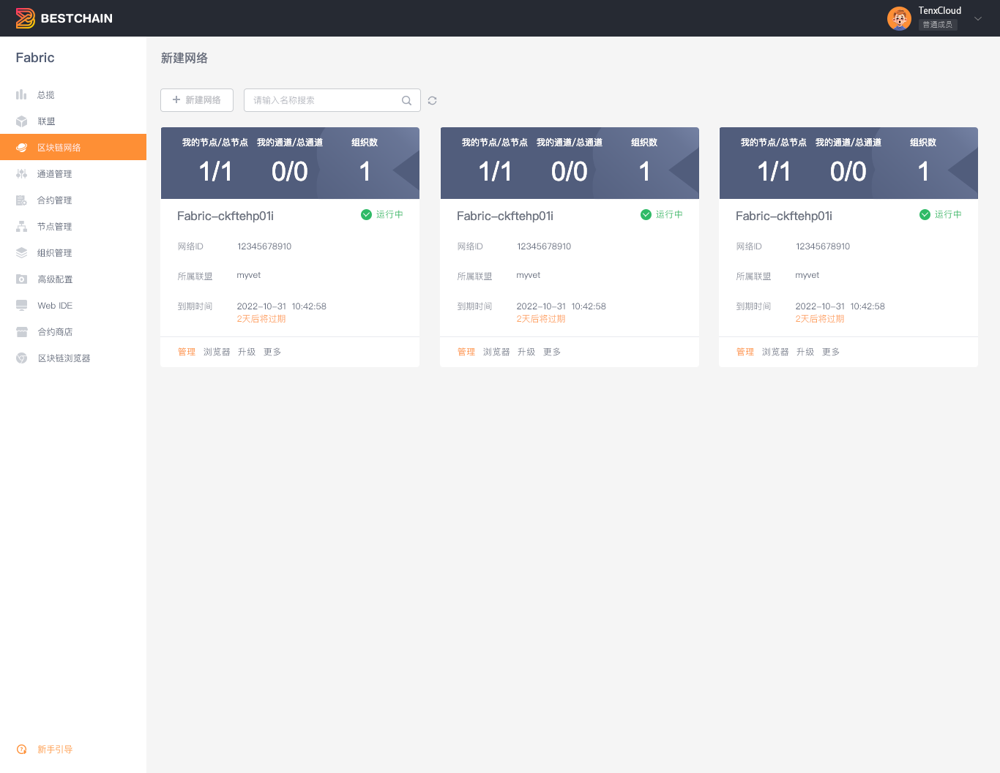 BESTCHAIN
TenxCloud
普通成员
Fabric
总揽
联盟
区块链网络
通道管理
合约管理
节点管理
组织管理
高级配置
Web IDE
合约商店
区块链浏览器
新手引导
新建网络
+ 新建网络
请输入名称搜索
我的节点/总节点 我的通道/总通道 组织数
1/1 0/0 1
Fabric-ckftehp01i 运行中
网络ID 12345678910
所属联盟 myvet
到期时间 2022-10-31 10:42:58
2天后将过期
管理 浏览器 升级 更多
我的节点/总节点 我的通道/总通道 组织数
1/1 0/0 1
Fabric-ckftehp01i 运行中
网络ID 12345678910
所属联盟 myvet
到期时间 2022-10-31 10:42:58
2天后将过期
管理 浏览器 升级 更多
我的节点/总节点 我的通道/总通道 组织数
1/1 0/0 1
Fabric-ckftehp01i 运行中
网络ID 12345678910
所属联盟 myvet
到期时间 2022-10-31 10:42:58
2天后将过期
管理 浏览器 升级 更多